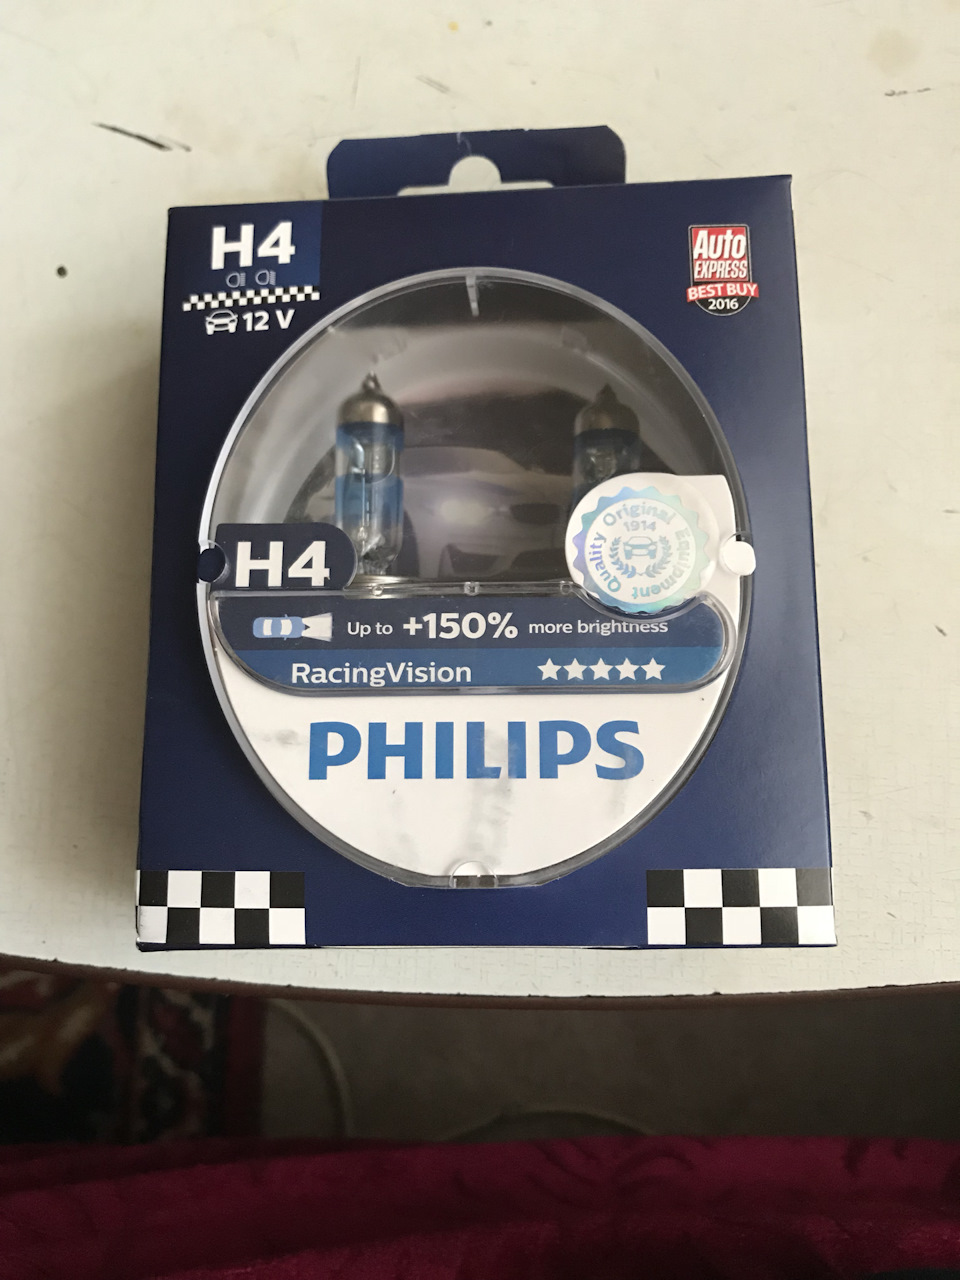 H4
12 V
Auto
EXPRESS
BEST BUY
2016
H4
Quality Original Equipment
1914
Up to +150% more brightness
RacingVision
PHILIPS